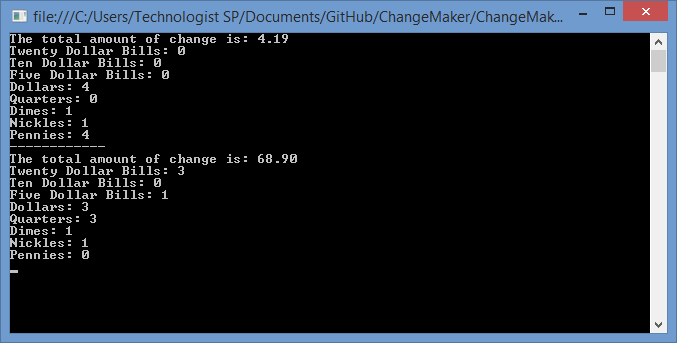 file:///C:/Users/Technologist SP/Documents/GitHub/ChangeMaker/ChangeMak...
The total amount of change is: 4.19
Twenty Dollar Bills: 0
Ten Dollar Bills: 0
Five Dollar Bills: 0
Dollars: 4
Quarters: 0
Dimes: 1
Nickles: 1
Pennies: 4
------------
The total amount of change is: 68.90
Twenty Dollar Bills: 3
Ten Dollar Bills: 0
Five Dollar Bills: 1
Dollars: 3
Quarters: 3
Dimes: 1
Nickles: 1
Pennies: 0